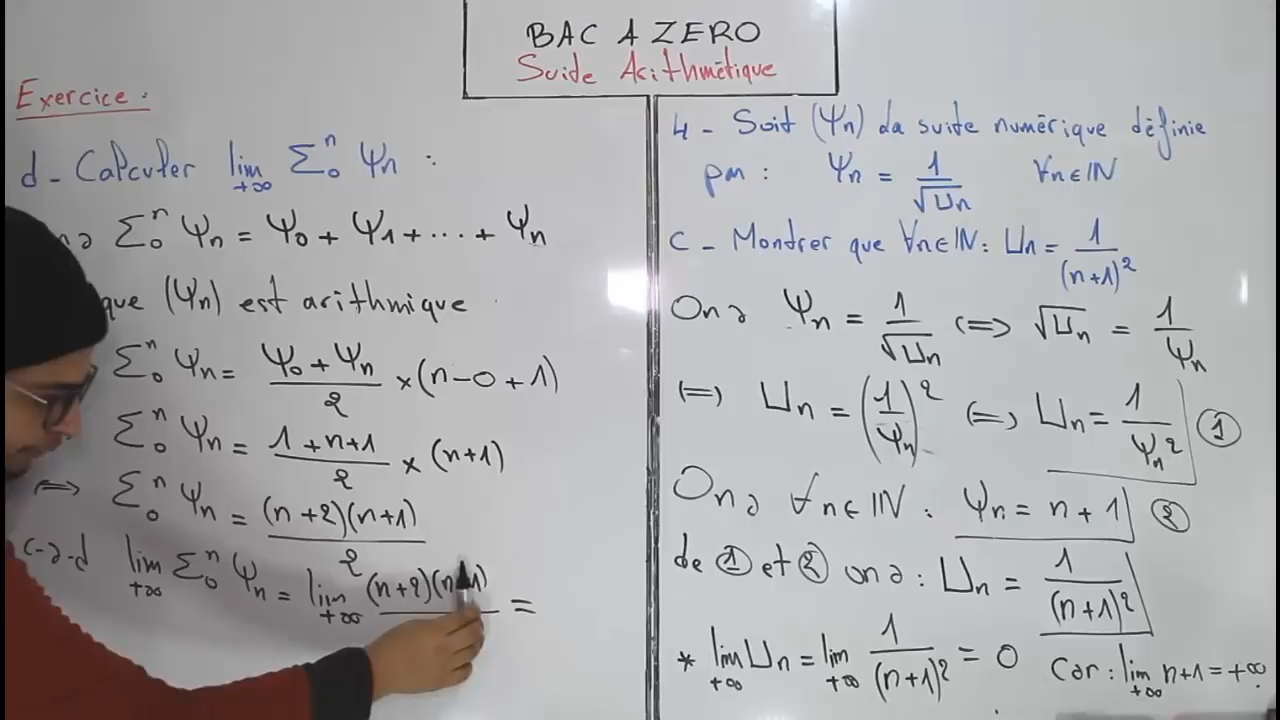 BAC A ZERO
Suide Arithmétique
Exercice :
d - Calculer lim +∞ Σ₀ⁿ Ψn :
Σ₀ⁿ Ψn = Ψ0 + Ψ1 + ... + Ψn
que (Ψn) est arithmique
Σ₀ⁿ Ψn = (Ψ0 + Ψn)/2 × (n-0+1)
Σ₀ⁿ Ψn = (1+n+1)/2 × (n+1)
⟺ Σ₀ⁿ Ψn = (n+2)(n+1)/2
c-à-d lim +∞ Σ₀ⁿ Ψn = lim +∞ (n+2)(n+1) =
4 - Soit (Ψn) da suite numérique définie
par : Ψn = 1/√Un ∀n∈IN
C - Montrer que ∀n∈IN : Un = 1/(n+1)²
On a Ψn = 1/√Un ⟺ √Un = 1/Ψn
⟺ Un = (1/Ψn)² ⟺ Un = 1/Ψn² ①
On a ∀n∈IN : Ψn = n+1 ②
de ① et ② on a : Un = 1/(n+1)²
* lim +∞ Un = lim +∞ 1/(n+1)² = 0 Car : lim +∞ n+1 = +∞